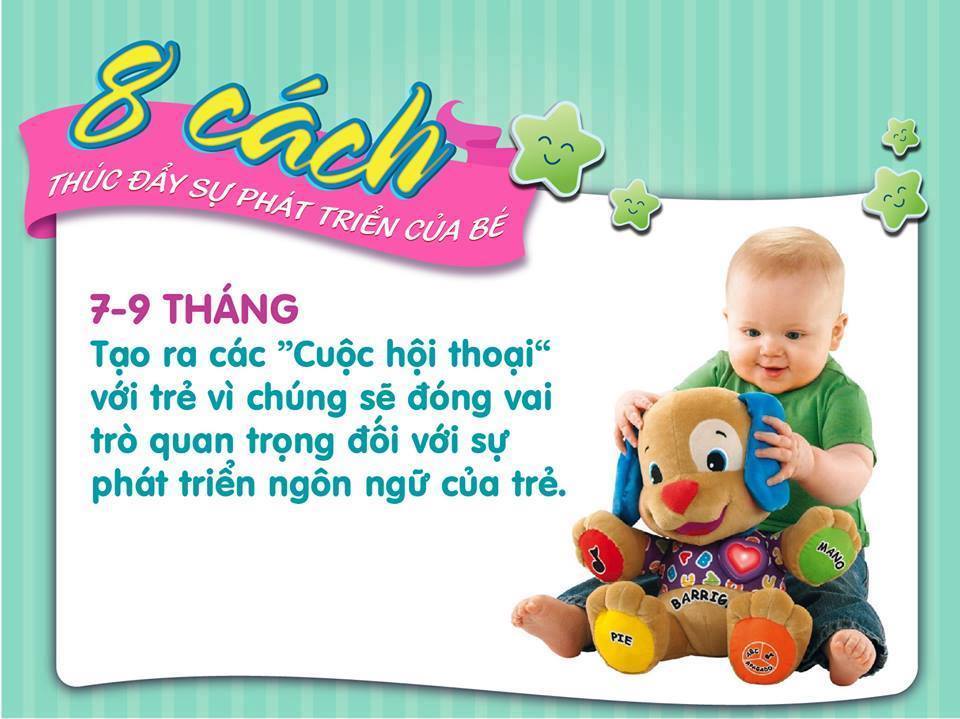 8 cách
THÚC ĐẨY SỰ PHÁT TRIỂN CỦA BÉ
7-9 THÁNG
Tạo ra các ”Cuộc hội thoại“
với trẻ vì chúng sẽ đóng vai
trò quan trọng đối với sự
phát triển ngôn ngữ của trẻ.
MANO
BARRIG
PIE
ABC
APAGADO